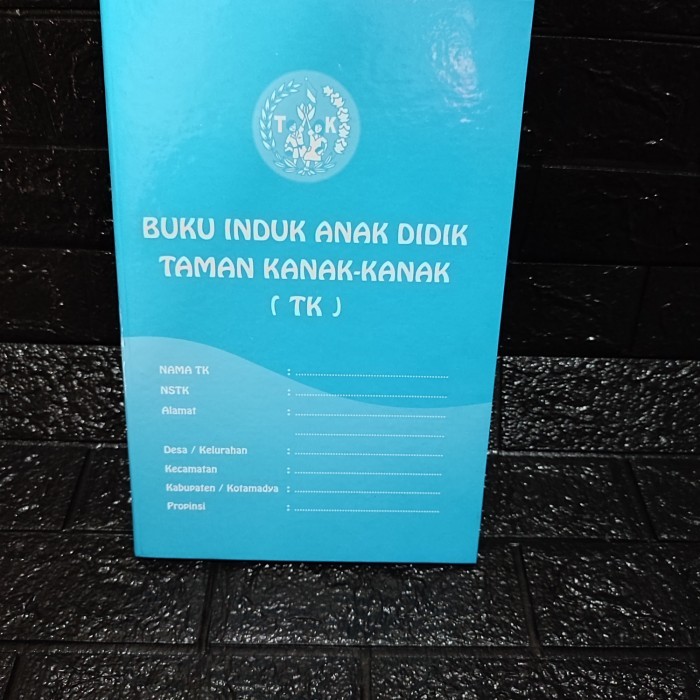 T K
BUKU INDUK ANAK DIDIK
TAMAN KANAK-KANAK
( TK )
NAMA TK : ..........................................................
NSTK : ..........................................................
Alamat : ..........................................................
..........................................................
Desa / Kelurahan : ..........................................................
Kecamatan : ..........................................................
Kabupaten / Kotamadya : ..........................................................
Propinsi : ..........................................................